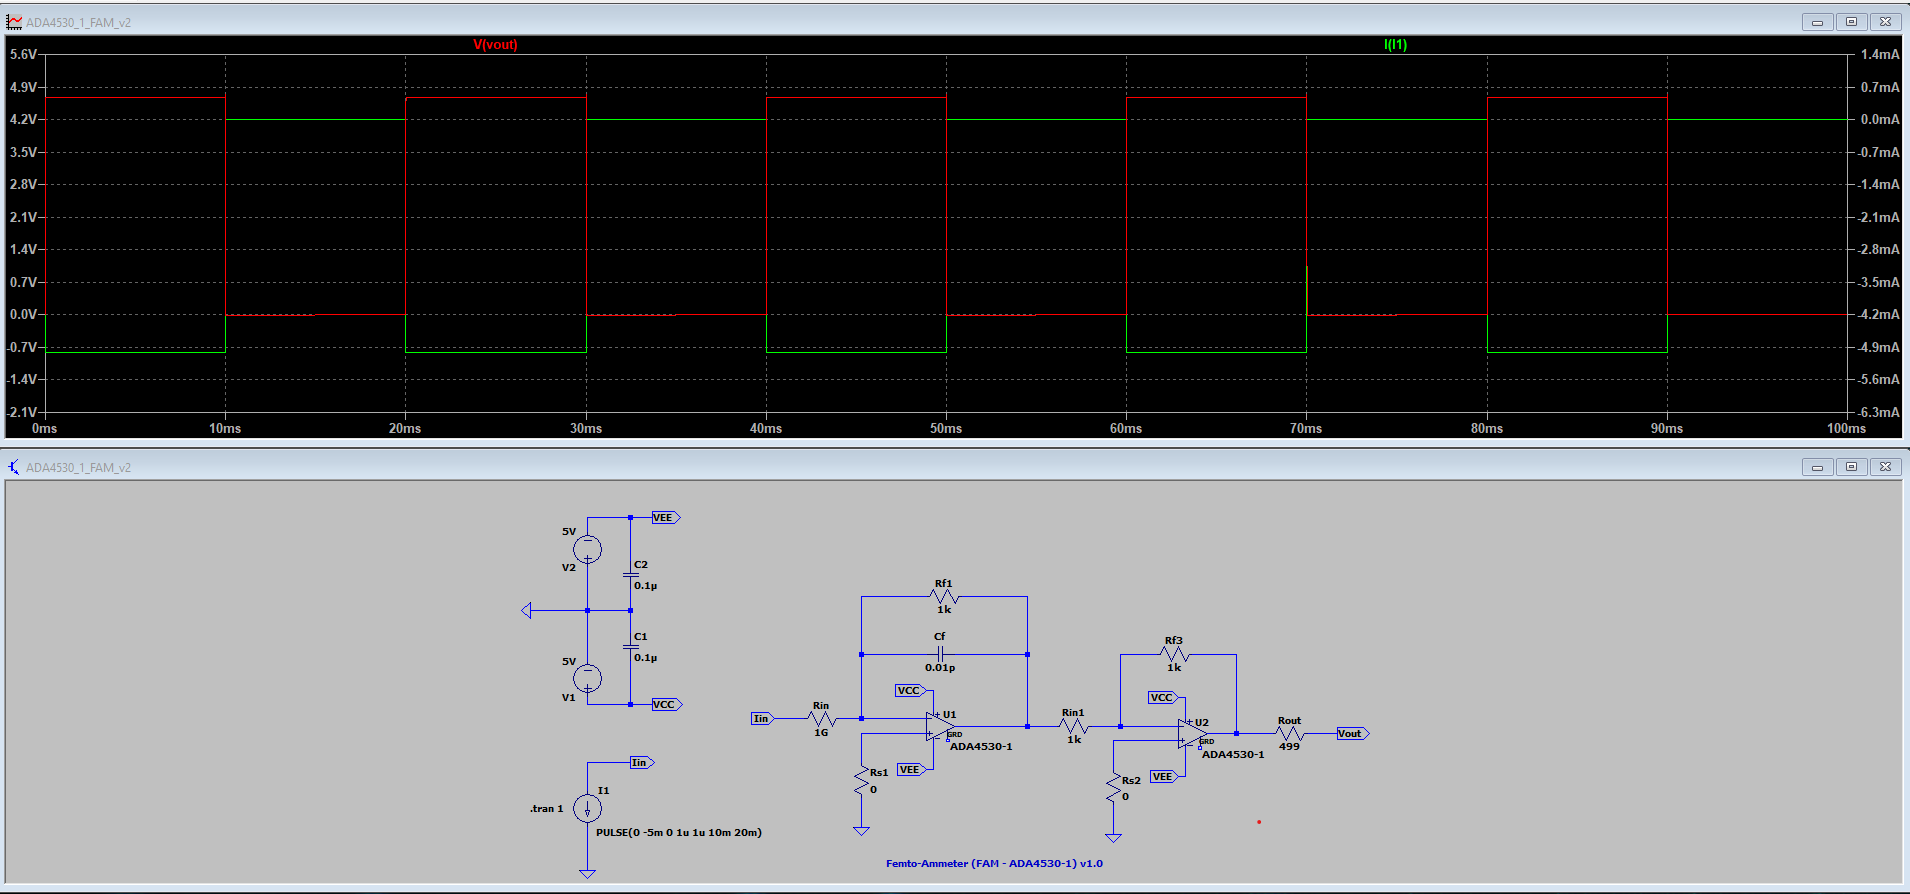 ADA4530_1_FAM_v2
V(vout) I(I1)
5.6V 1.4mA
4.9V 0.7mA
4.2V 0.0mA
3.5V -0.7mA
2.8V -1.4mA
2.1V -2.1mA
1.4V -2.8mA
0.7V -3.5mA
0.0V -4.2mA
-0.7V -4.9mA
-1.4V -5.6mA
-2.1V -6.3mA
0ms 10ms 20ms 30ms 40ms 50ms 60ms 70ms 80ms 90ms 100ms
ADA4530_1_FAM_v2
VEE
5V
V2
C2
0.1µ
C1
0.1µ
5V
V1
VCC
Iin
I1
.tran 1
PULSE(0 -5m 0 1u 1u 10m 20m)
Rf1
1k
Cf
0.01p
VCC
Iin
Rin
1G
U1
GRD
ADA4530-1
VEE
Rs1
0
Rin1
1k
Rf3
1k
VCC
U2
GRD
ADA4530-1
VEE
Rs2
0
Rout
499
Vout
Femto-Ammeter (FAM - ADA4530-1) v1.0